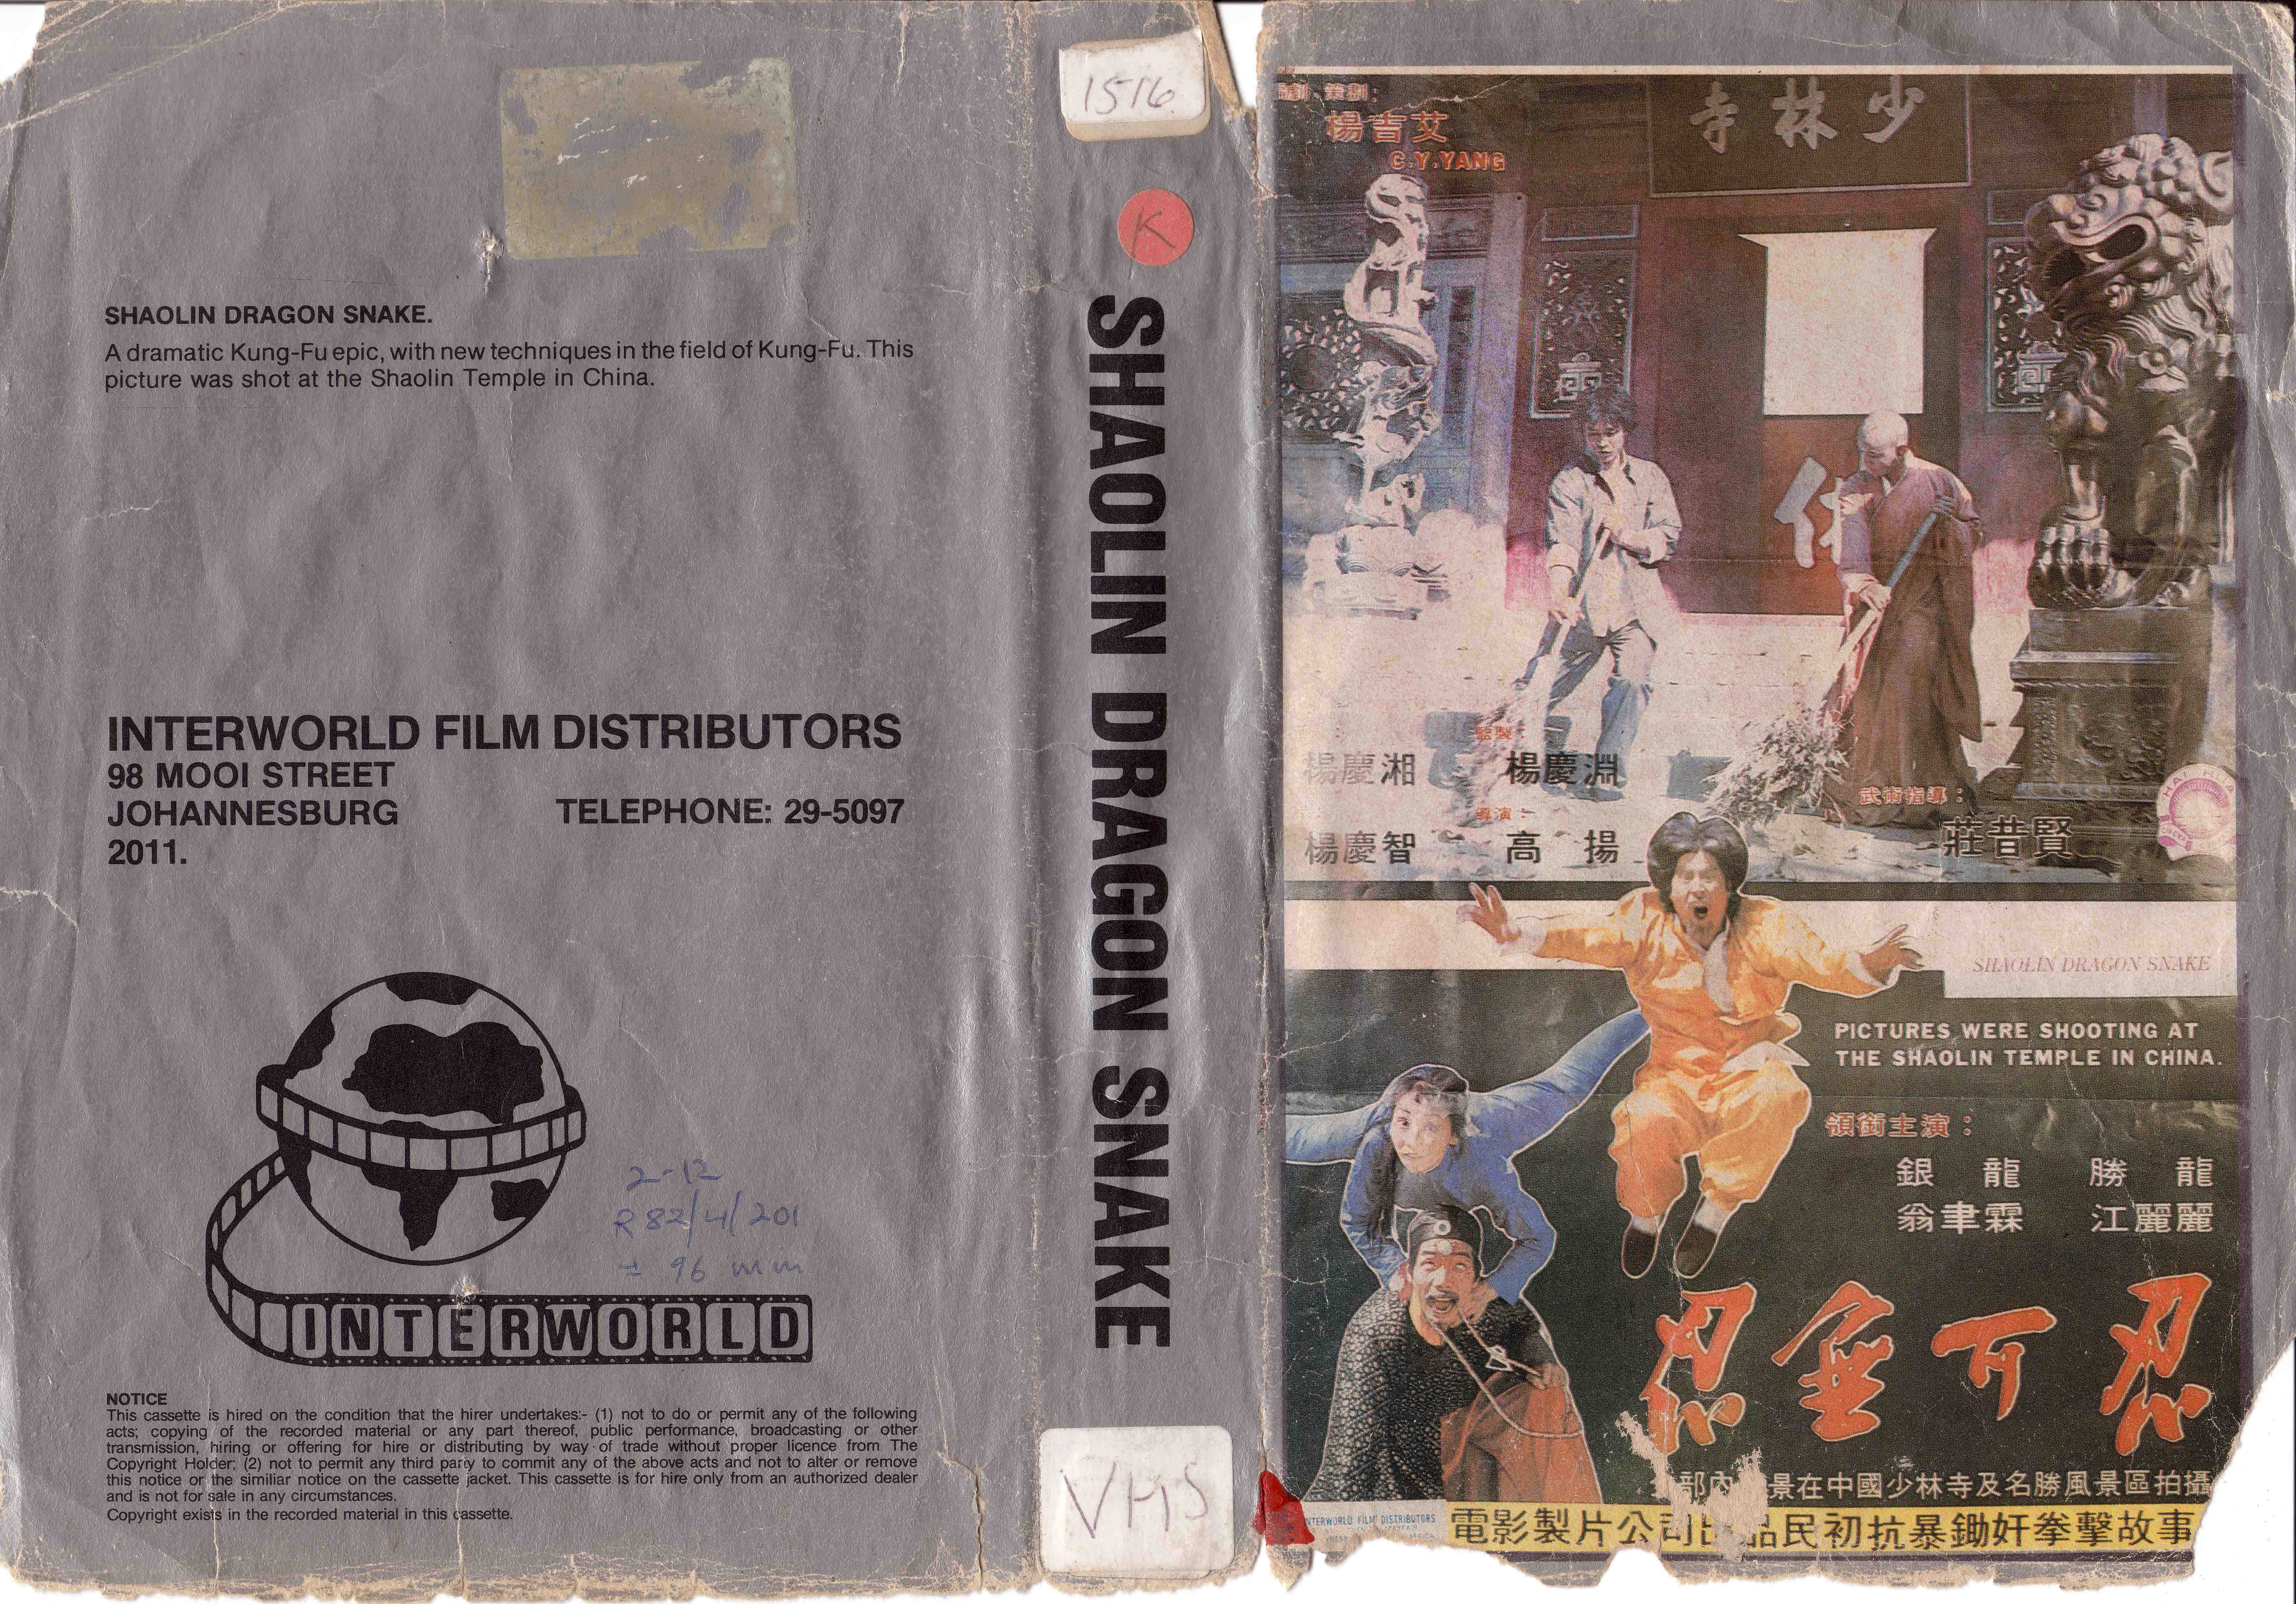 SHAOLIN DRAGON SNAKE.
A dramatic Kung-Fu epic, with new techniques in the field of Kung-Fu. This
picture was shot at the Shaolin Temple in China.
INTERWORLD FILM DISTRIBUTORS
98 MOOI STREET
JOHANNESBURG TELEPHONE: 29-5097
2011.
2-12
R82/4/201
± 96 min
INTERWORLD
NOTICE
This cassette is hired on the condition that the hirer undertakes:- (1) not to do or permit any of the following
acts; copying of the recorded material or any part thereof, public performance, broadcasting or other
transmission, hiring or offering for hire or distributing by way of trade without proper licence from The
Copyright Holder; (2) not to permit any third party to commit any of the above acts and not to alter or remove
this notice or the similiar notice on the cassette jacket. This cassette is for hire only from an authorized dealer
and is not for sale in any circumstances.
Copyright exists in the recorded material in this cassette.
1516
K
SHAOLIN DRAGON SNAKE
VHS
策劃：
楊吉艾
C.Y.YANG
少林寺
監製：
楊慶湘 楊慶淵
導演：
楊慶智 高揚
武術指導：
莊昔賢
SHAOLIN DRAGON SNAKE
PICTURES WERE SHOOTING AT
THE SHAOLIN TEMPLE IN CHINA.
領銜主演：
銀龍 勝龍
翁聿霖 江麗麗
忍可無忍
部內景在中國少林寺及名勝風景區拍攝
INTERWORLD FILM DISTRIBUTORS
電影製片公司出品民初抗暴鋤奸拳擊故事